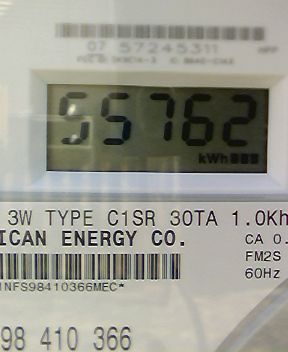 07 57245311
55762
kWh
3W TYPE C1SR 30TA 1.0Kh
ICAN ENERGY CO.
CA 0.
FM2S
60Hz
1NFS98410366MEC*
98 410 366